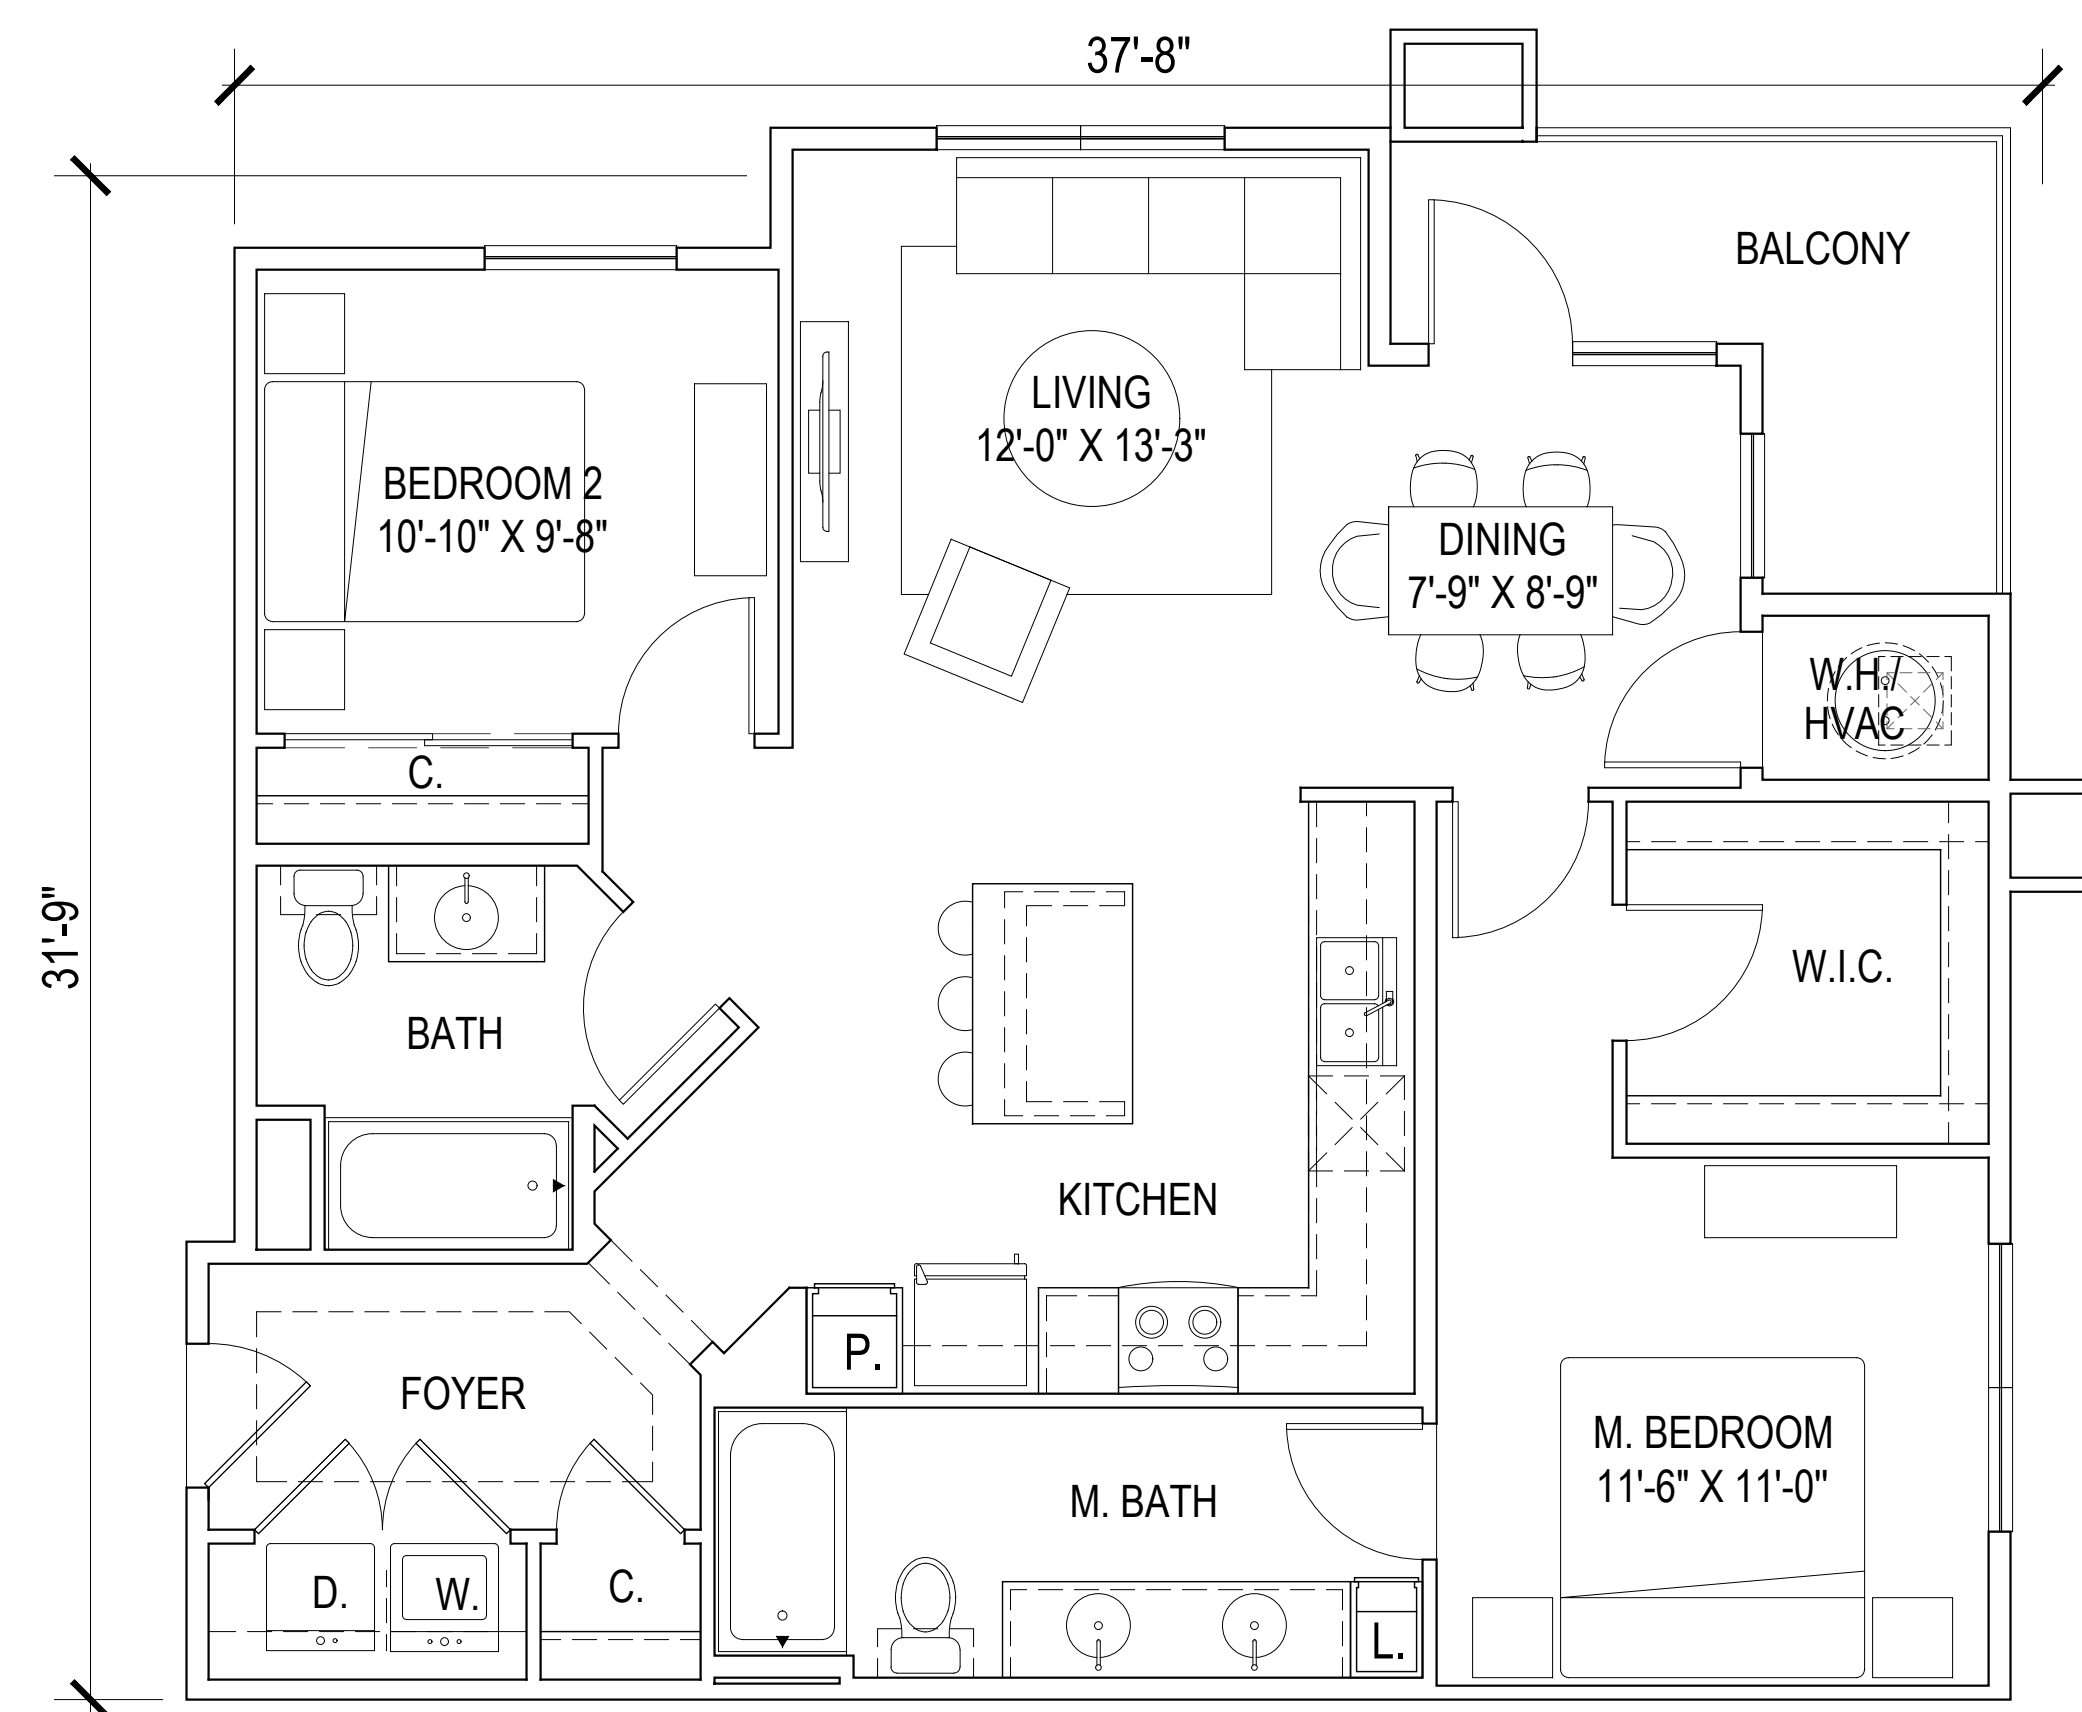 37'-8"
BALCONY
LIVING
12'-0" X 13'-3"
BEDROOM 2
10'-10" X 9'-8"
DINING
7'-9" X 8'-9"
W.H./
HVAC
C.
31'-9"
W.I.C.
BATH
KITCHEN
P.
FOYER
M. BEDROOM
11'-6" X 11'-0"
M. BATH
D.
W.
C.
L.